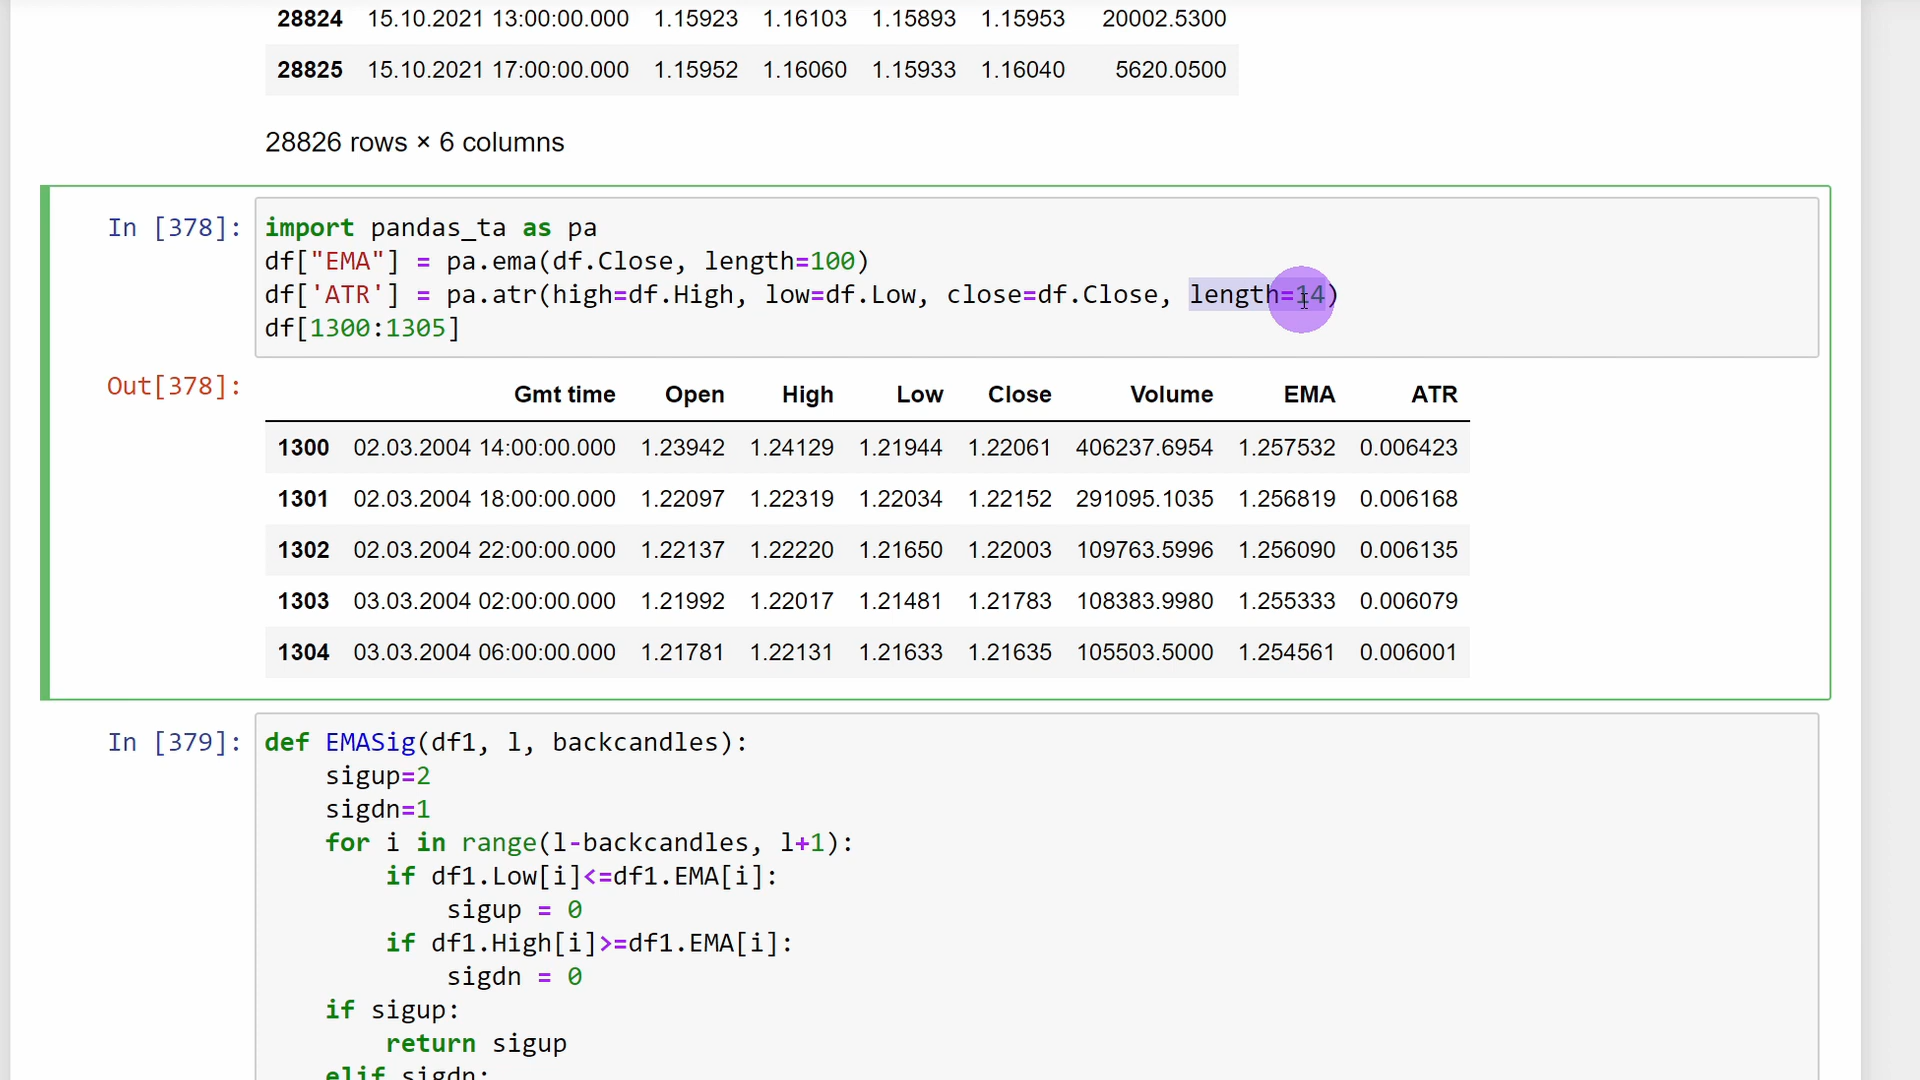 28824 15.10.2021 13:00:00.000 1.15923 1.16103 1.15893 1.15953 20002.5300
28825 15.10.2021 17:00:00.000 1.15952 1.16060 1.15933 1.16040 5620.0500
28826 rows × 6 columns
In [378]: import pandas_ta as pa
df["EMA"] = pa.ema(df.Close, length=100)
df['ATR'] = pa.atr(high=df.High, low=df.Low, close=df.Close, length=14)
df[1300:1305]
Out[378]:
Gmt time Open High Low Close Volume EMA ATR
1300 02.03.2004 14:00:00.000 1.23942 1.24129 1.21944 1.22061 406237.6954 1.257532 0.006423
1301 02.03.2004 18:00:00.000 1.22097 1.22319 1.22034 1.22152 291095.1035 1.256819 0.006168
1302 02.03.2004 22:00:00.000 1.22137 1.22220 1.21650 1.22003 109763.5996 1.256090 0.006135
1303 03.03.2004 02:00:00.000 1.21992 1.22017 1.21481 1.21783 108383.9980 1.255333 0.006079
1304 03.03.2004 06:00:00.000 1.21781 1.22131 1.21633 1.21635 105503.5000 1.254561 0.006001
In [379]: def EMASig(df1, l, backcandles):
    sigup=2
    sigdn=1
    for i in range(l-backcandles, l+1):
        if df1.Low[i]<=df1.EMA[i]:
            sigup = 0
        if df1.High[i]>=df1.EMA[i]:
            sigdn = 0
    if sigup:
        return sigup
    elif sigdn: